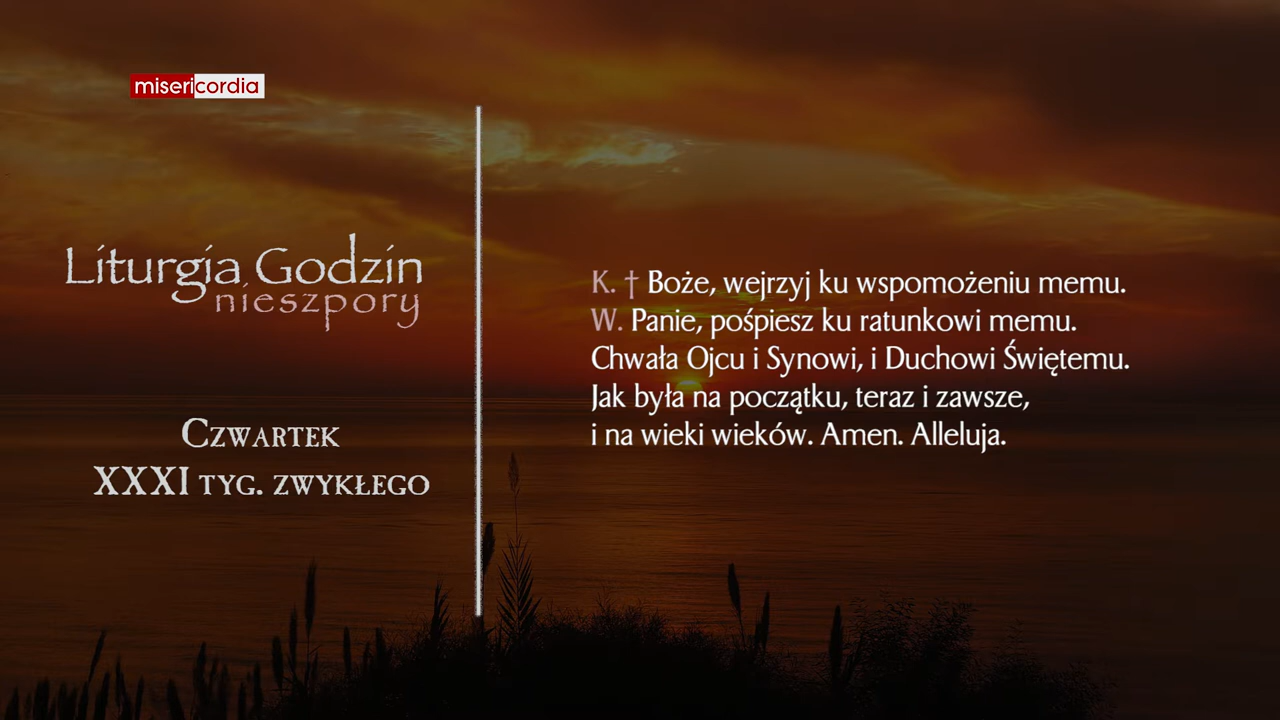 misericordia
Liturgia Godzin
nieszpory
Czwartek
XXXI tyg. zwykłego
K. † Boże, wejrzyj ku wspomożeniu memu.
W. Panie, pośpiesz ku ratunkowi memu.
Chwała Ojcu i Synowi, i Duchowi Świętemu.
Jak była na początku, teraz i zawsze,
i na wieki wieków. Amen. Alleluja.